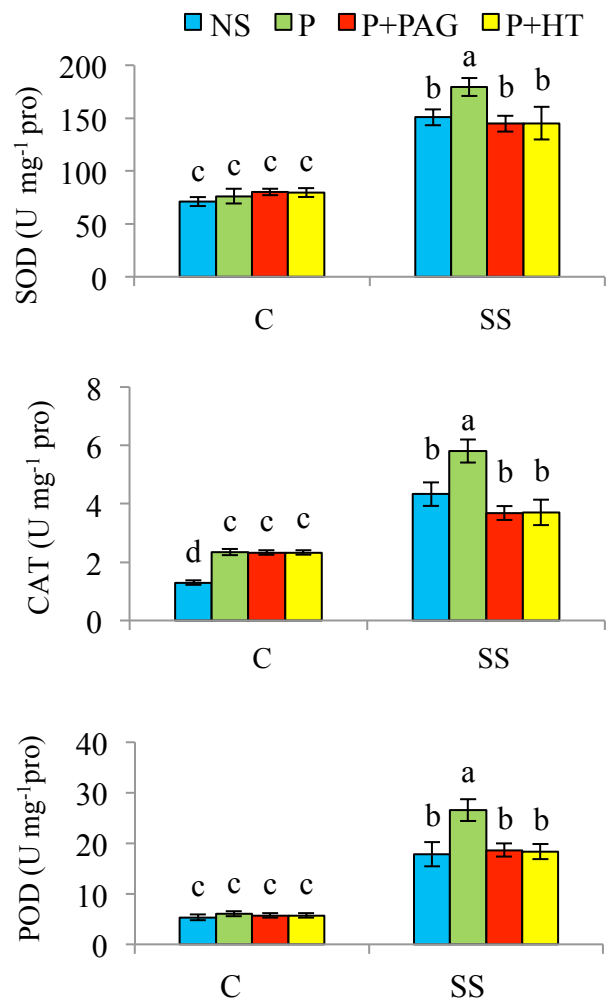 NS P P+PAG P+HT
SOD (U mg⁻¹ pro)
200
150
100
50
0
c c c c
b a b b
C SS
CAT (U mg⁻¹ pro)
8
6
4
2
0
d c c c
b a b b
C SS
POD (U mg⁻¹pro)
40
30
20
10
0
c c c c
b a b b
C SS